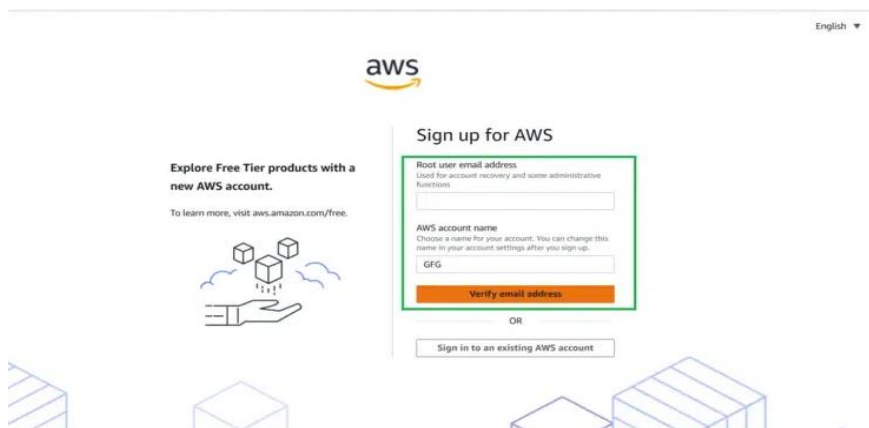 English ▼
aws
Sign up for AWS
Explore Free Tier products with a
new AWS account.
To learn more, visit aws.amazon.com/free.
Root user email address
Used for account recovery and some administrative
functions
AWS account name
Choose a name for your account. You can change this
name in your account settings after you sign up.
GFG
Verify email address
OR
Sign in to an existing AWS account